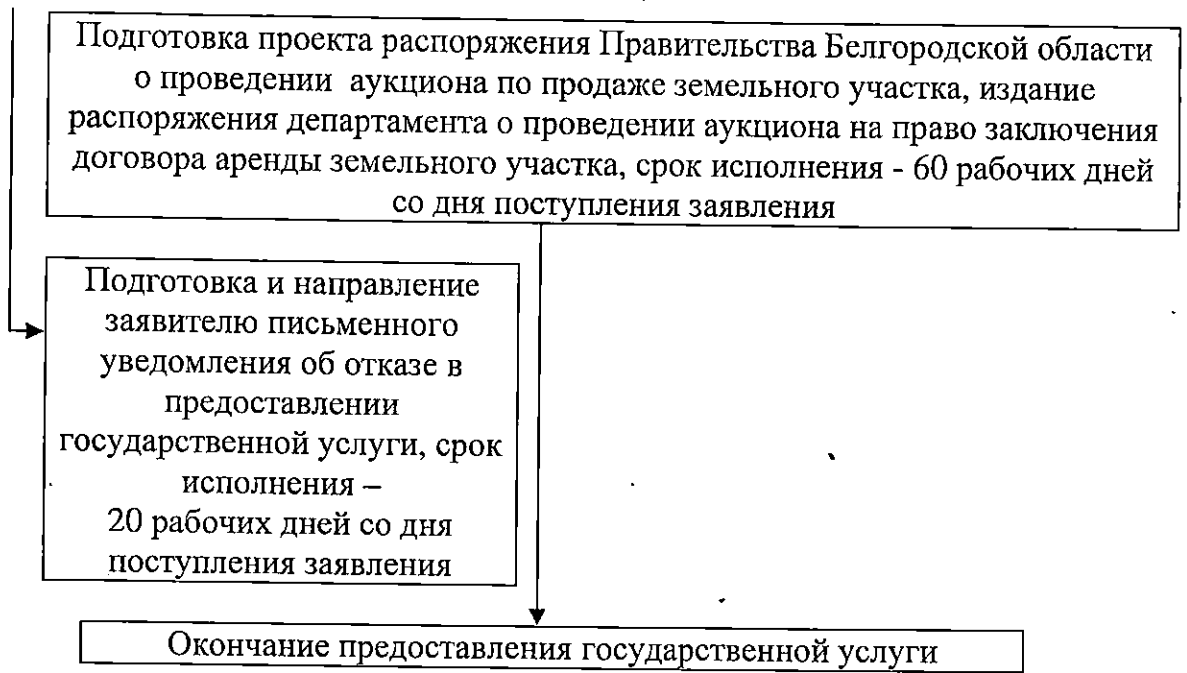 Подготовка проекта распоряжения Правительства Белгородской области
о проведении аукциона по продаже земельного участка, издание
распоряжения департамента о проведении аукциона на право заключения
договора аренды земельного участка, срок исполнения - 60 рабочих дней
со дня поступления заявления
Подготовка и направление
заявителю письменного
уведомления об отказе в
предоставлении
государственной услуги, срок
исполнения –
20 рабочих дней со дня
поступления заявления
Окончание предоставления государственной услуги